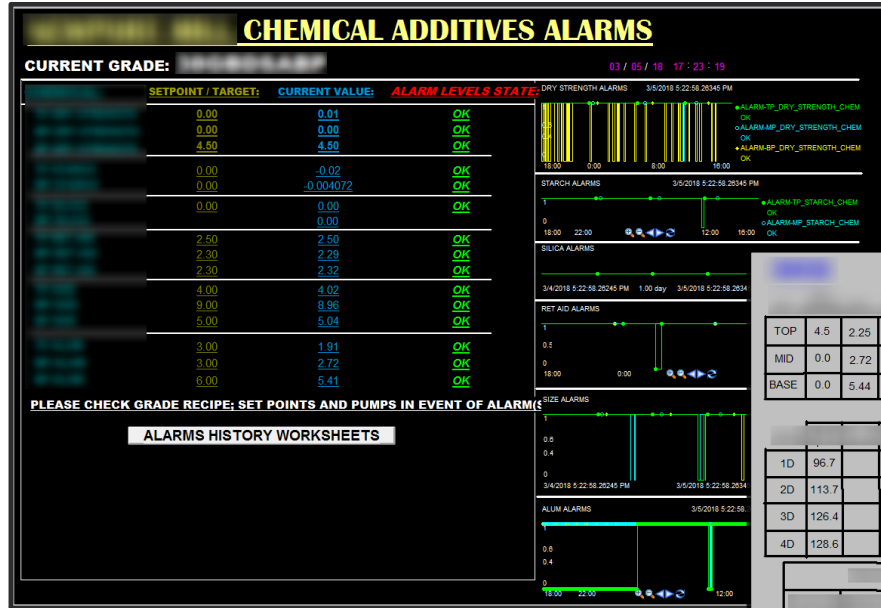 CHEMICAL ADDITIVES ALARMS
CURRENT GRADE:
03 / 05 / 18 17 : 23 : 19
SETPOINT / TARGET: CURRENT VALUE: ALARM LEVELS STATE:
0.00 0.01 OK
0.00 0.00 OK
4.50 4.50 OK
0.00 -0.02 OK
0.00 -0.004072 OK
0.00 0.00 OK
0.00
2.50 2.50 OK
2.30 2.29 OK
2.30 2.32 OK
4.00 4.02 OK
9.00 8.96 OK
5.00 5.04 OK
3.00 1.91 OK
3.00 2.72 OK
6.00 5.41 OK
PLEASE CHECK GRADE RECIPE; SET POINTS AND PUMPS IN EVENT OF ALARM(S
ALARMS HISTORY WORKSHEETS
DRY STRENGTH ALARMS 3/5/2018 5:22:58.26345 PM
ALARM-TP_DRY_STRENGTH_CHEM
OK
ALARM-MP_DRY_STRENGTH_CHEM
OK
ALARM-BP_DRY_STRENGTH_CHEM
OK
18:00 0:00 8:00 16:00
STARCH ALARMS 3/5/2018 5:22:58.26345 PM
1
0
ALARM-TP_STARCH_CHEM
OK
ALARM-MP_STARCH_CHEM
OK
18:00 22:00 12:00 16:00
SILICA ALARMS
3/4/2018 5:22:58.26245 PM 1.00 day 3/5/2018 5:22:58.2634
RET AID ALARMS
1
0.5
0
18:00 0:00
SIZE ALARMS
1
0.6
0.4
0
3/4/2018 5:22:58.26245 PM 3/5/2018 5:22:58.2634
ALUM ALARMS 3/5/2018 5:22:58.
1
0.6
0.4
0
18:00 22:00 12:00
TOP 4.5 2.25
MID 0.0 2.72
BASE 0.0 5.44
1D 96.7
2D 113.7
3D 126.4
4D 128.6